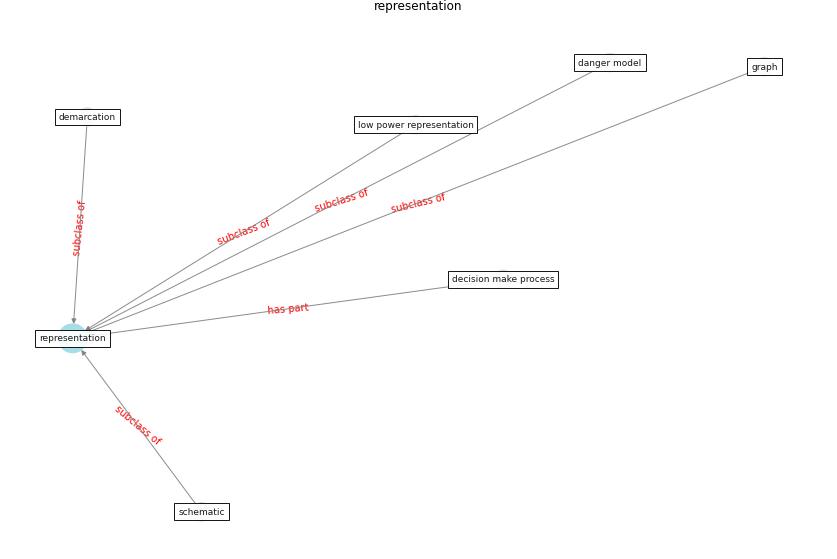 representation
danger model
graph
demarcation
low power representation
subclass of
subclass of
subclass of
subclass of
decision make process
has part
representation
subclass of
schematic